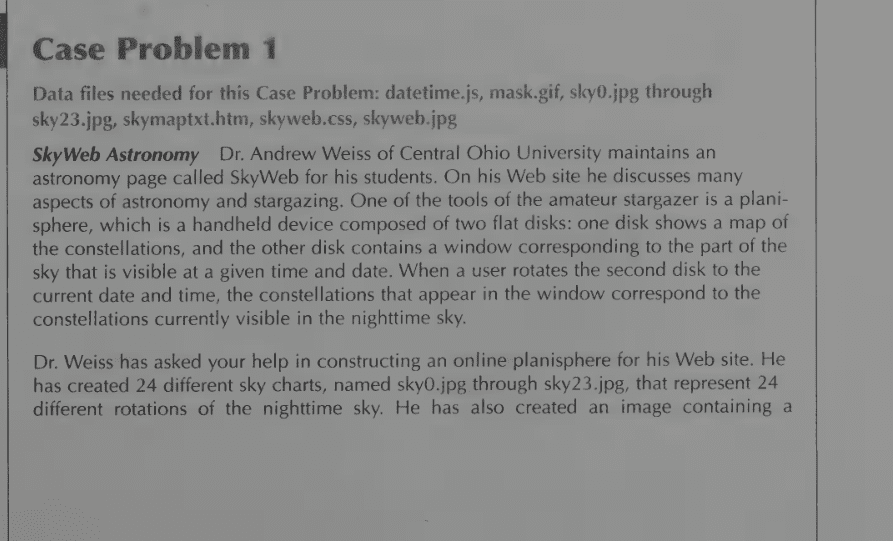 Case Problem 1
Data files needed for this Case Problem: datetime.js, mask.gif, sky0.jpg through
sky23.jpg, skymaptxt.htm, skyweb.css, skyweb.jpg
SkyWeb Astronomy Dr. Andrew Weiss of Central Ohio University maintains an
astronomy page called SkyWeb for his students. On his Web site he discusses many
aspects of astronomy and stargazing. One of the tools of the amateur stargazer is a plani-
sphere, which is a handheld device composed of two flat disks: one disk shows a map of
the constellations, and the other disk contains a window corresponding to the part of the
sky that is visible at a given time and date. When a user rotates the second disk to the
current date and time, the constellations that appear in the window correspond to the
constellations currently visible in the nighttime sky.
Dr. Weiss has asked your help in constructing an online planisphere for his Web site. He
has created 24 different sky charts, named sky0.jpg through sky23.jpg, that represent 24
different rotations of the nighttime sky. He has also created an image containing a